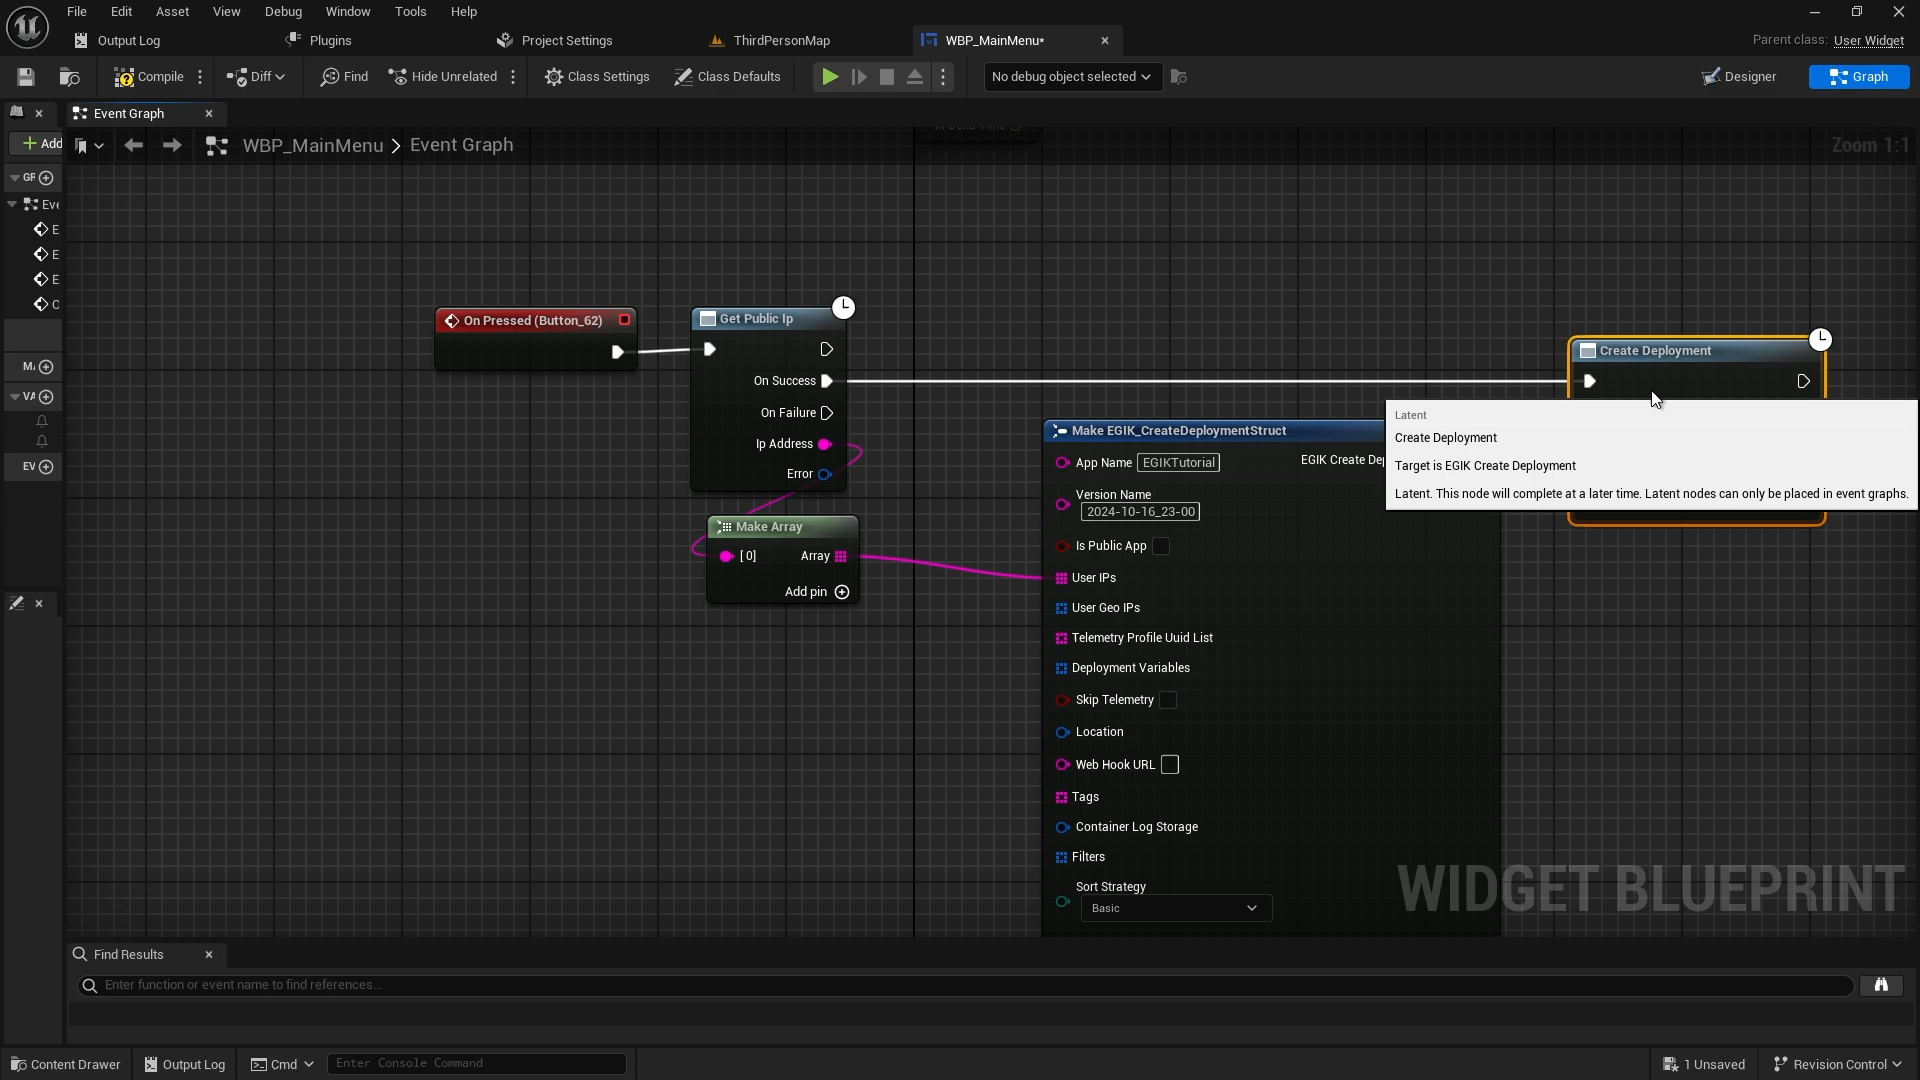 File Edit Asset View Debug Window Tools Help
Output Log Plugins Project Settings ThirdPersonMap WBP_MainMenu* Parent class: User Widget
Compile Diff Find Hide Unrelated Class Settings Class Defaults No debug object selected Designer Graph
Event Graph
Add WBP_MainMenu > Event Graph Zoom 1:1
GR
Eve
E
E
E
C
MA
VA
EV
On Pressed (Button_62)
Get Public Ip
On Success
On Failure
Ip Address
Error
Make Array
[ 0] Array
Add pin
Make EGIK_CreateDeploymentStruct
App Name EGIKTutorial EGIK Create De
Version Name
2024-10-16_23-00
Is Public App
User IPs
User Geo IPs
Telemetry Profile Uuid List
Deployment Variables
Skip Telemetry
Location
Web Hook URL
Tags
Container Log Storage
Filters
Sort Strategy
Basic
Create Deployment
Latent
Create Deployment
Target is EGIK Create Deployment
Latent. This node will complete at a later time. Latent nodes can only be placed in event graphs.
WIDGET BLUEPRINT
Find Results
Enter function or event name to find references...
Content Drawer Output Log Cmd Enter Console Command 1 Unsaved Revision Control